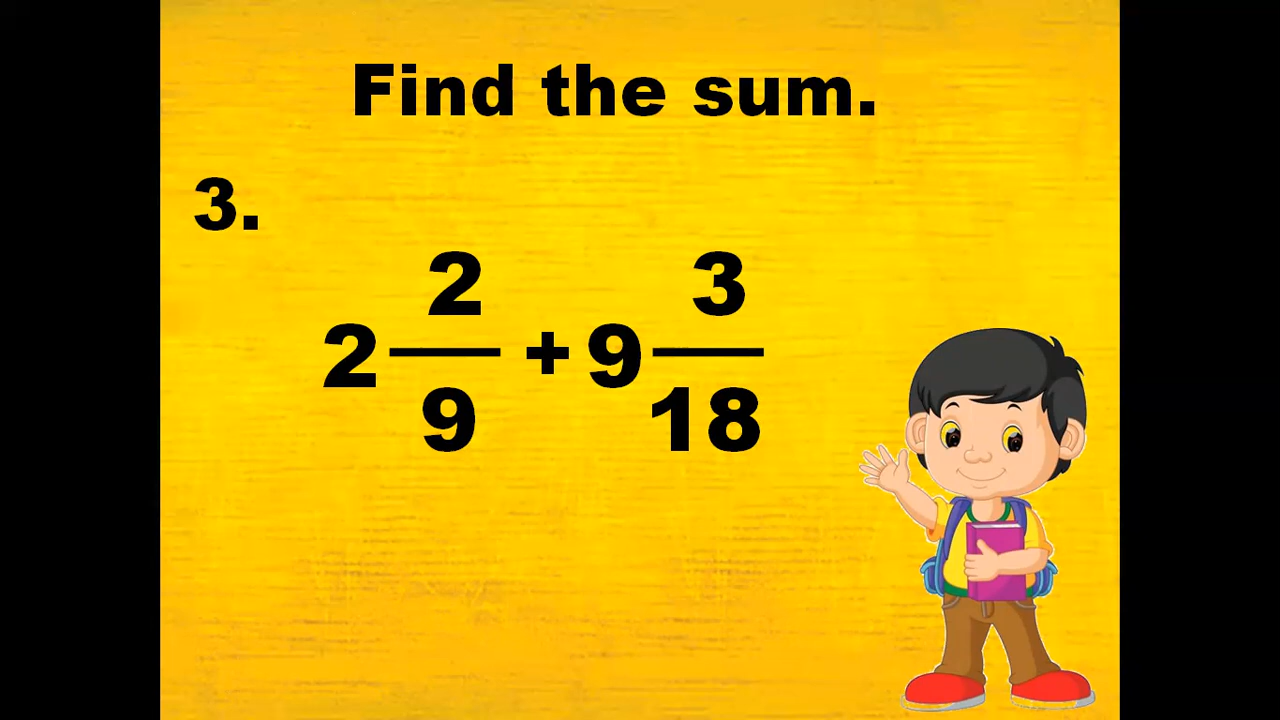 Find the sum.
3.
2 2/9 + 9 3/18